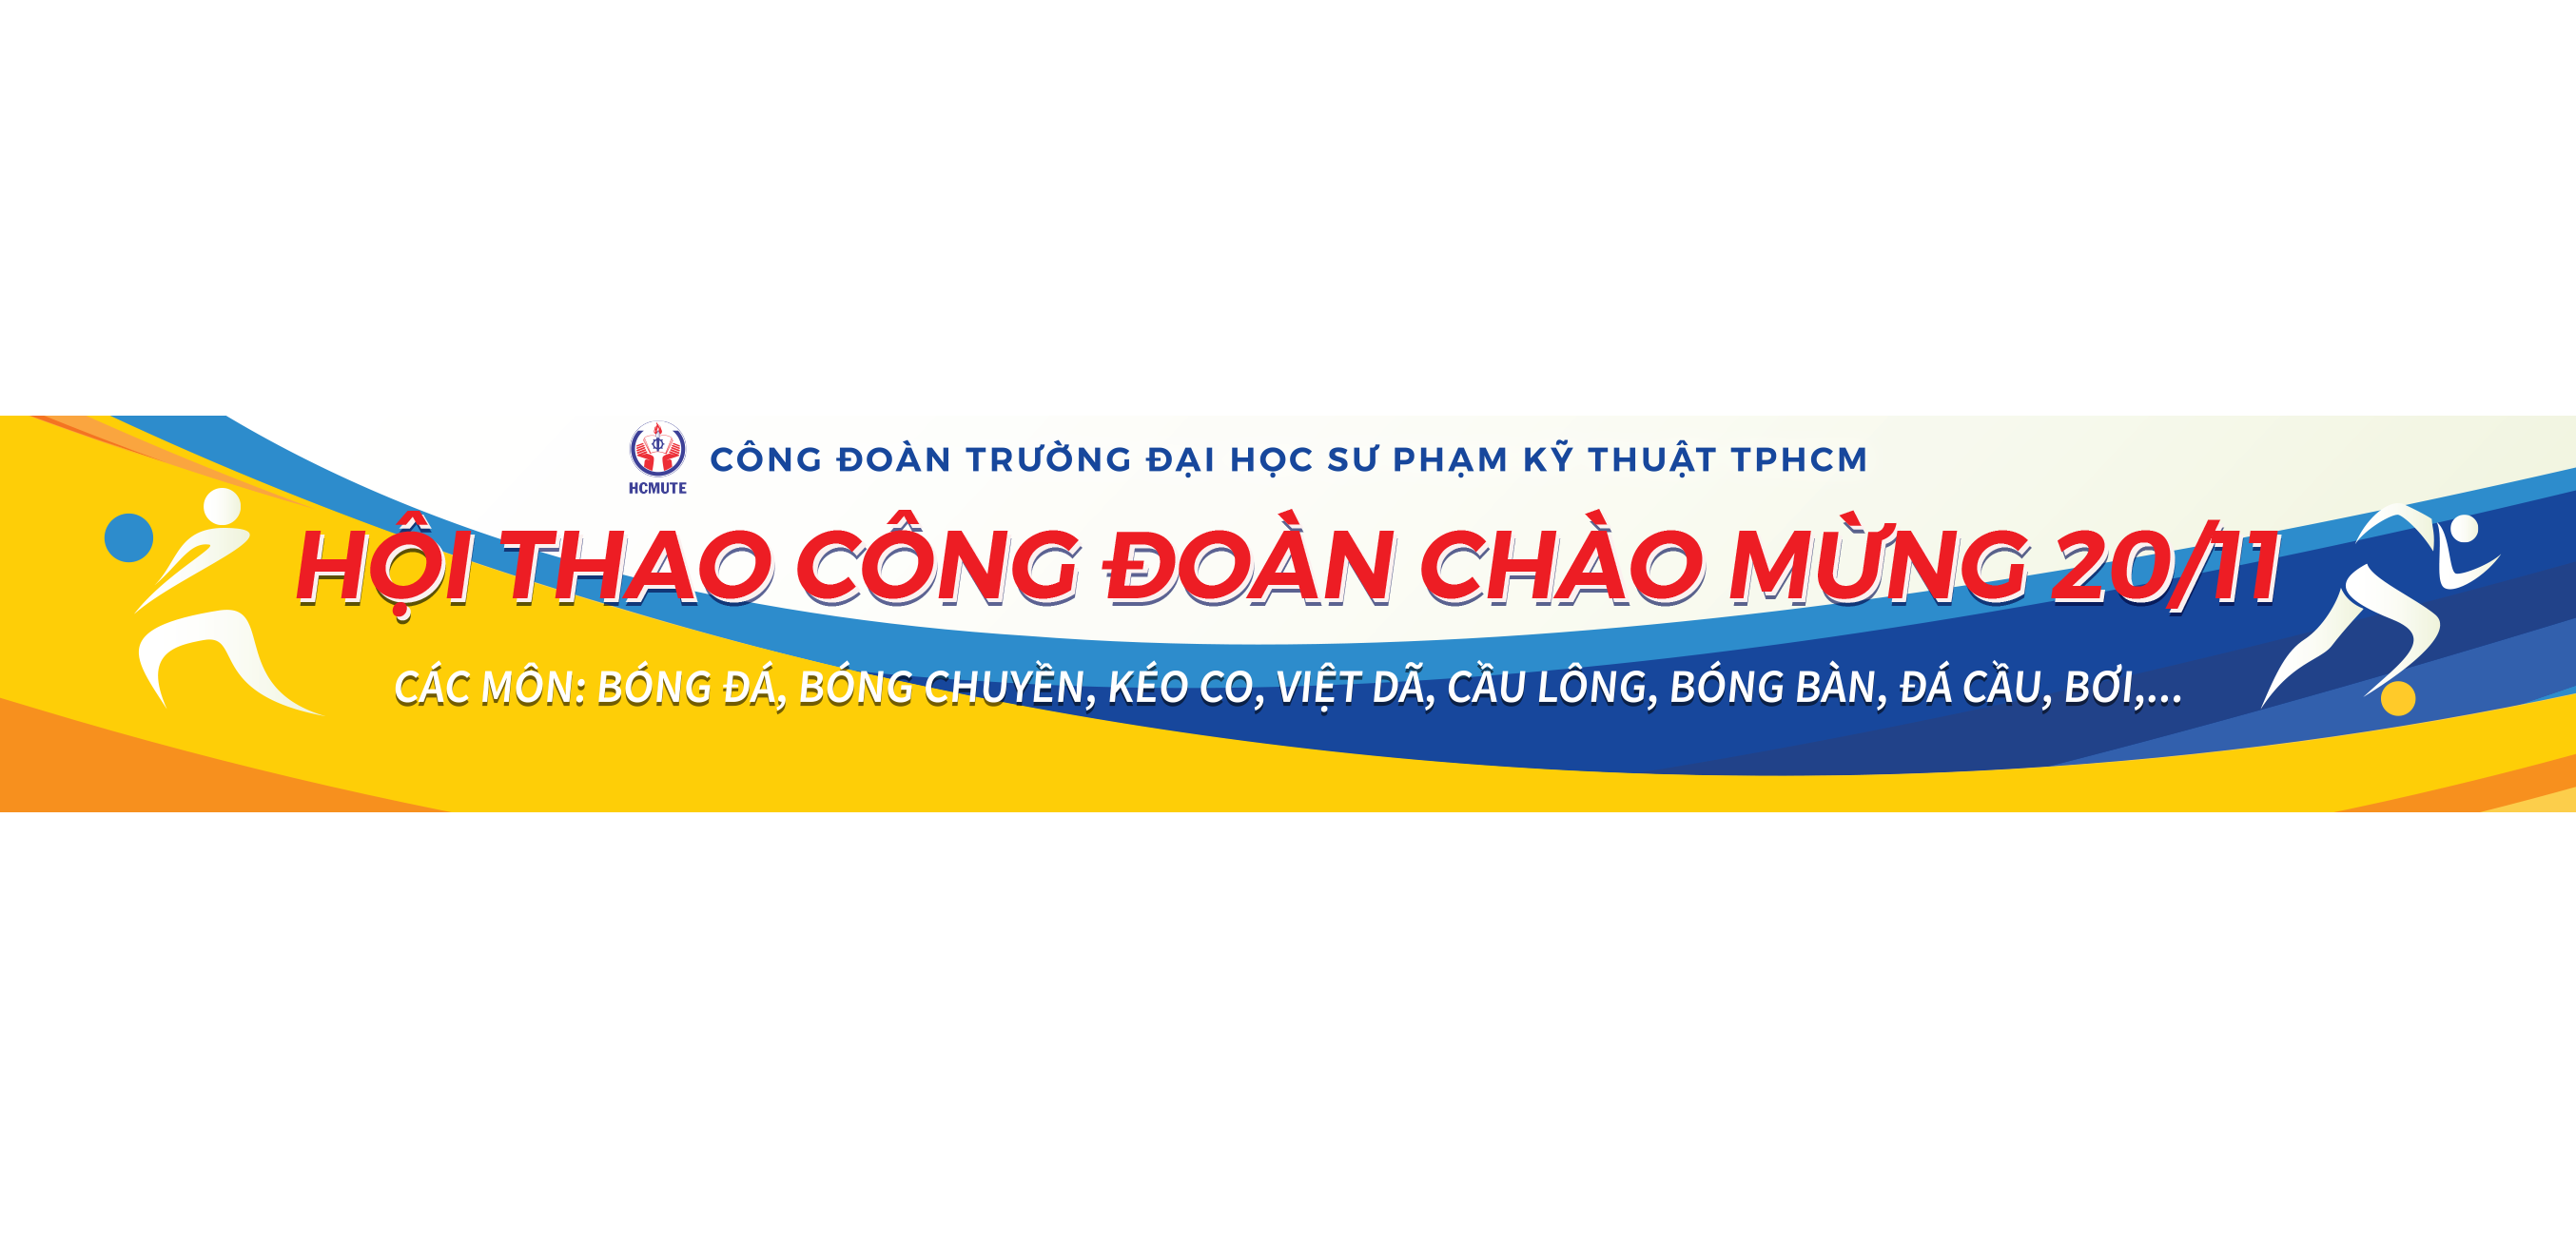 CÔNG ĐOÀN TRƯỜNG ĐẠI HỌC SƯ PHẠM KỸ THUẬT TPHCM
HCMUTE
HỘI THAO CÔNG ĐOÀN CHÀO MỪNG 20/11
CÁC MÔN: BÓNG ĐÁ, BÓNG CHUYỀN, KÉO CO, VIỆT DÃ, CẦU LÔNG, BÓNG BÀN, ĐÁ CẦU, BƠI,...